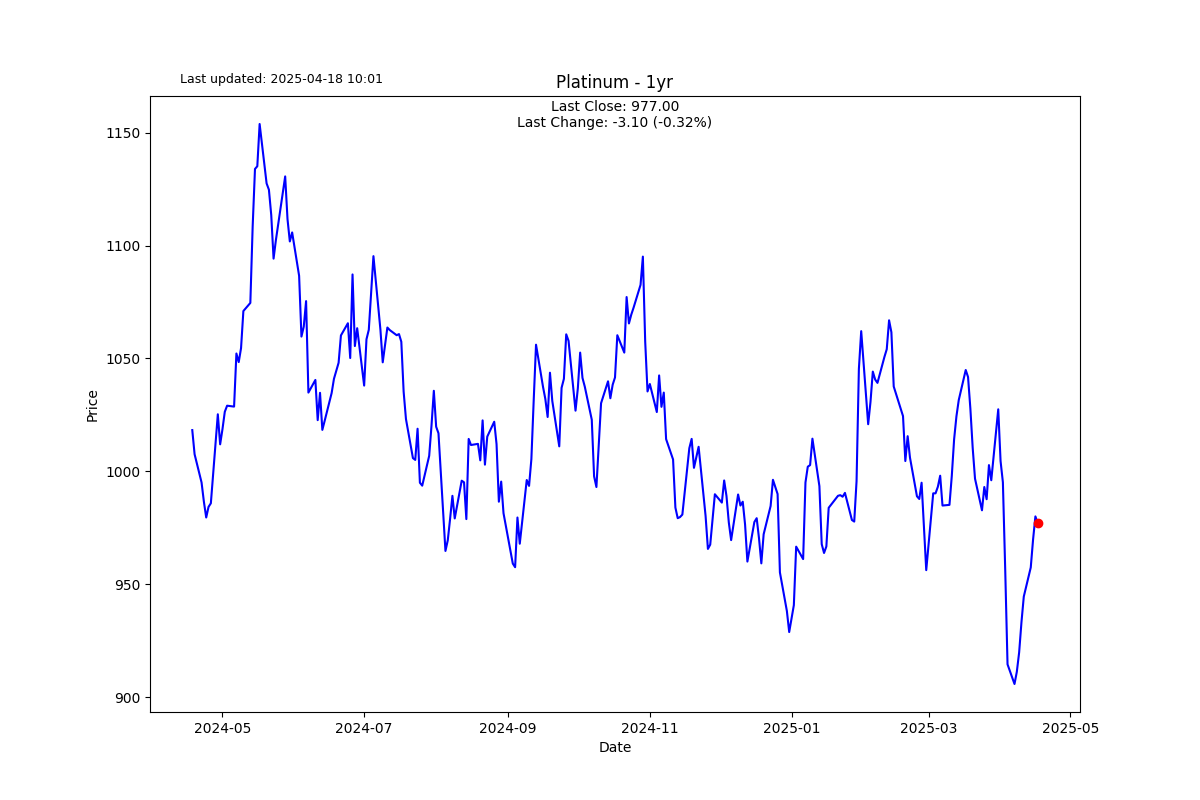 Last updated: 2025-04-18 10:01
Platinum - 1yr
Last Close: 977.00
Last Change: -3.10 (-0.32%)
1150
1100
1050
1000
950
900
Price
2024-05
2024-07
2024-09
2024-11
2025-01
2025-03
2025-05
Date